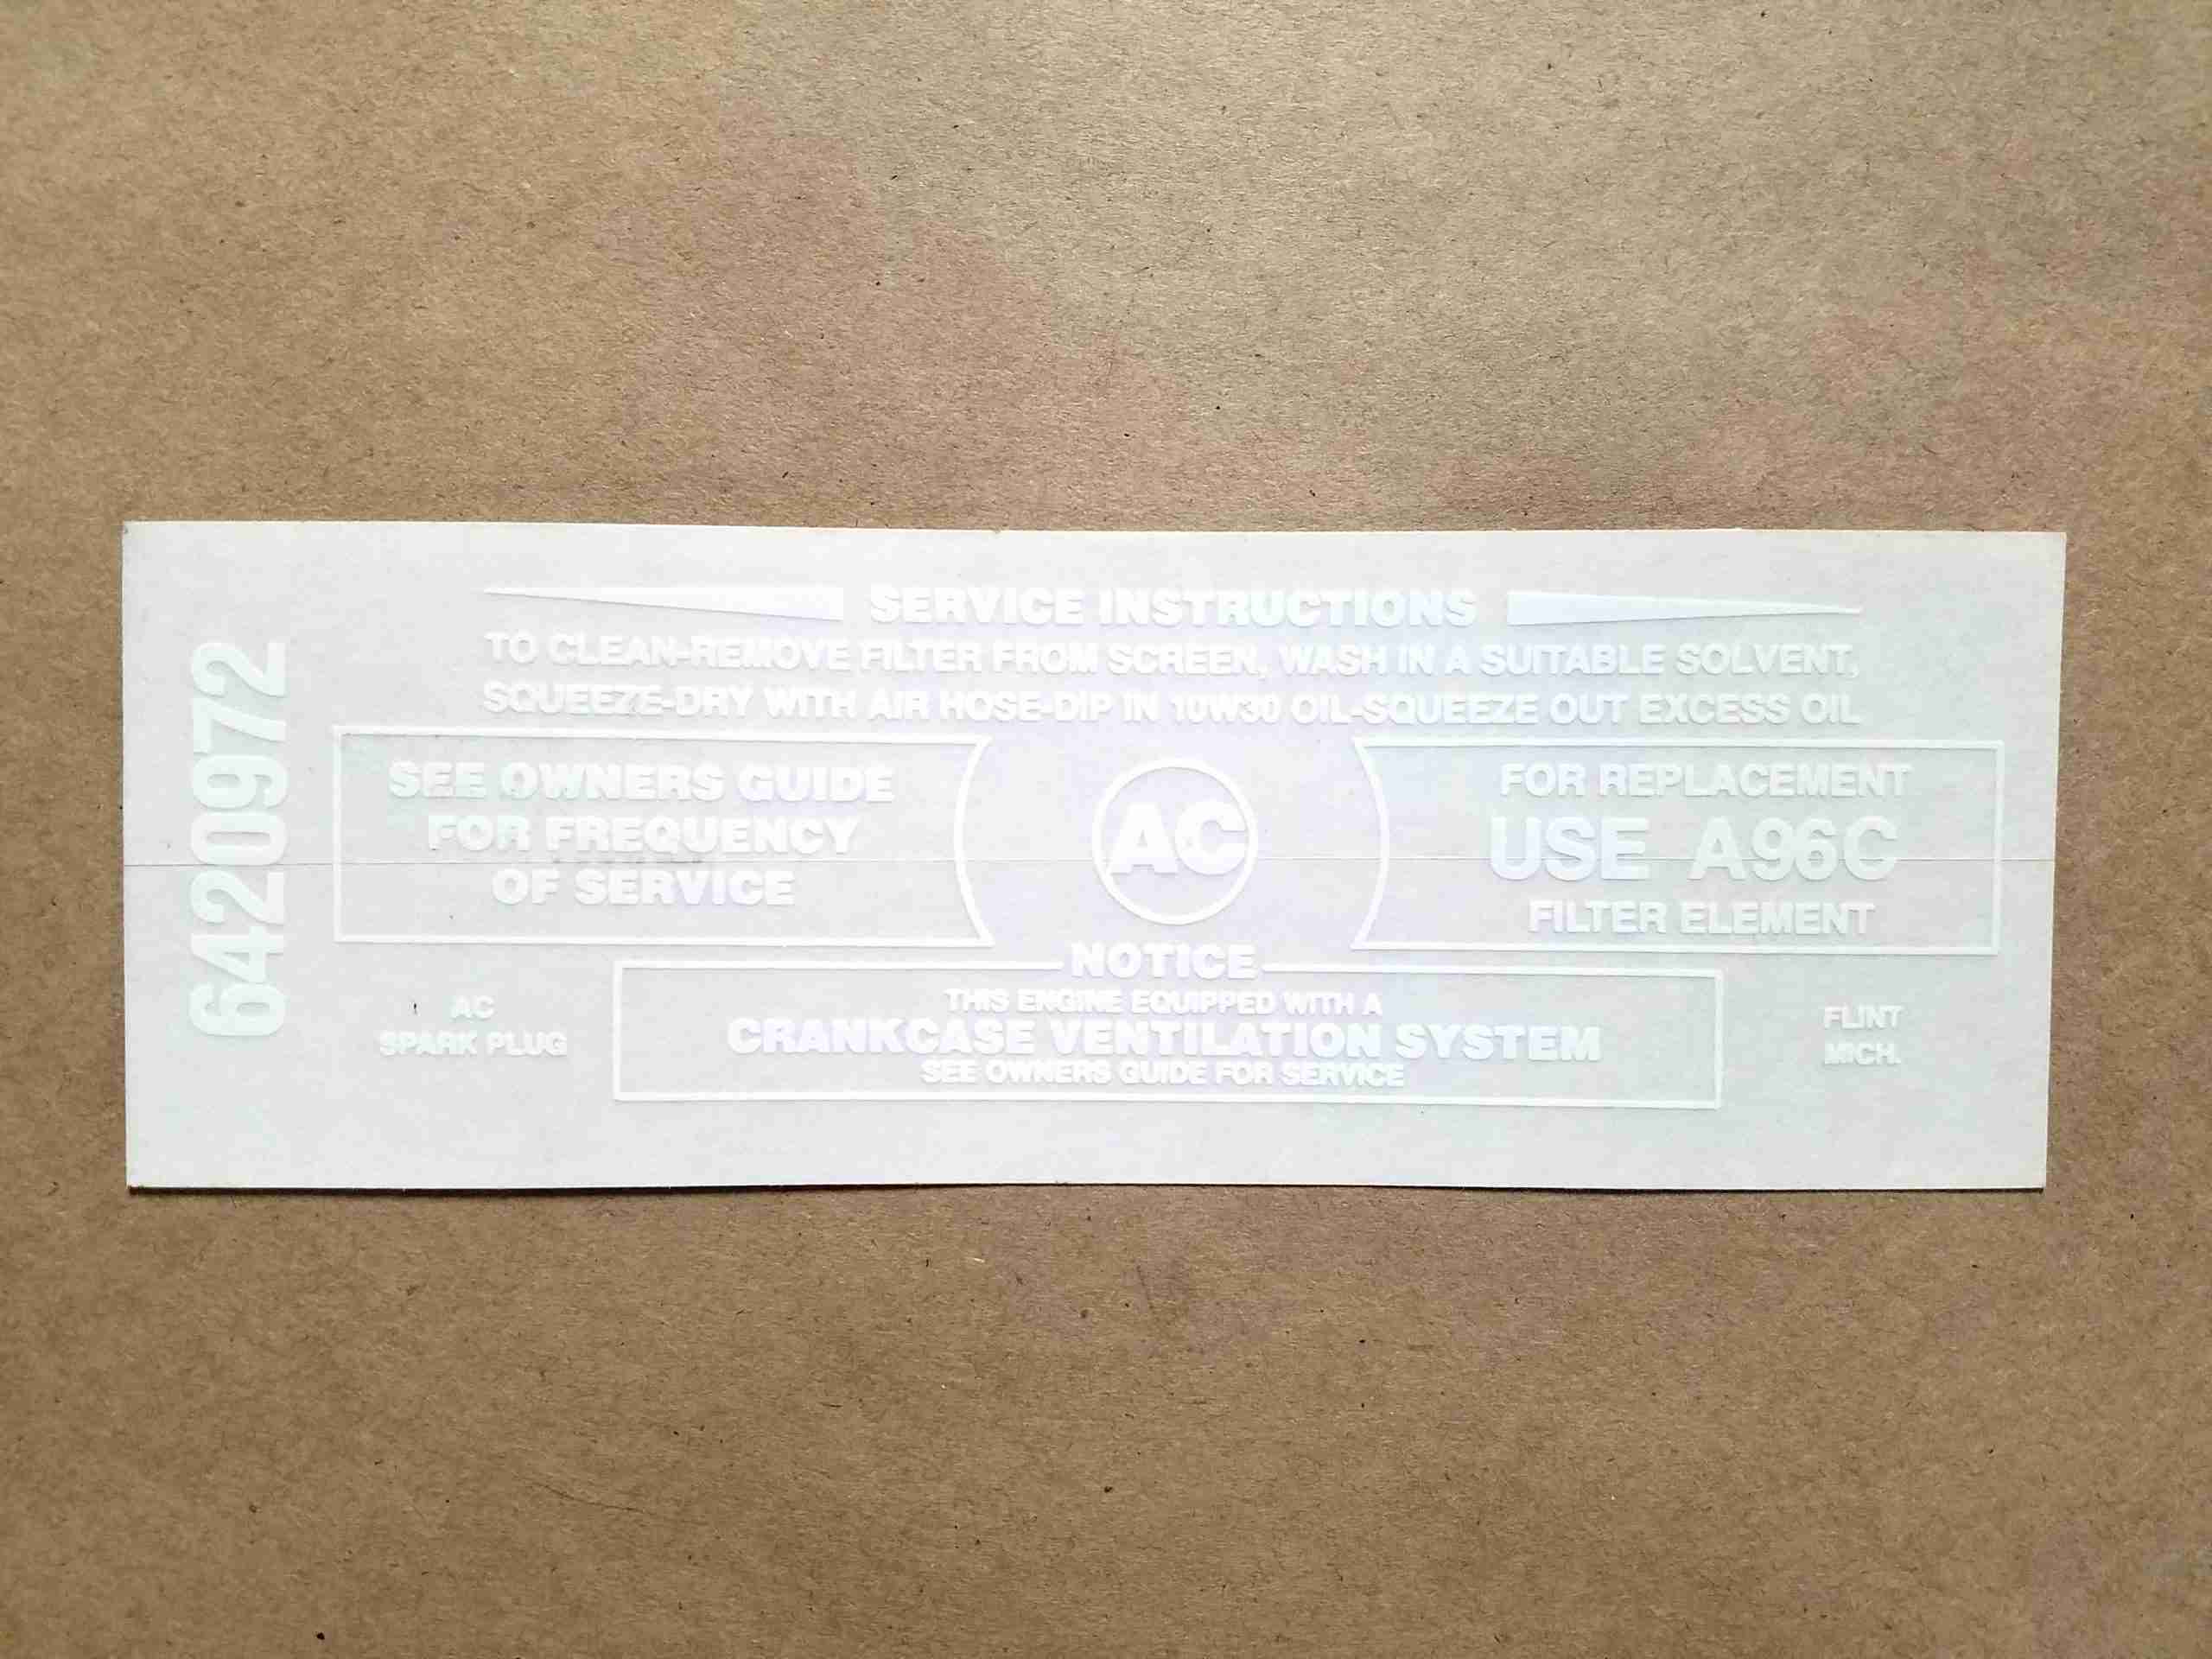 6420972
SERVICE INSTRUCTIONS
TO CLEAN-REMOVE FILTER FROM SCREEN, WASH IN A SUITABLE SOLVENT,
SQUEEZE-DRY WITH AIR HOSE-DIP IN 10W30 OIL-SQUEEZE OUT EXCESS OIL
SEE OWNERS GUIDE
FOR FREQUENCY
OF SERVICE
AC
FOR REPLACEMENT
USE A96C
FILTER ELEMENT
AC
SPARK PLUG
NOTICE
THIS ENGINE EQUIPPED WITH A
CRANKCASE VENTILATION SYSTEM
SEE OWNERS GUIDE FOR SERVICE
FLINT
MICH.